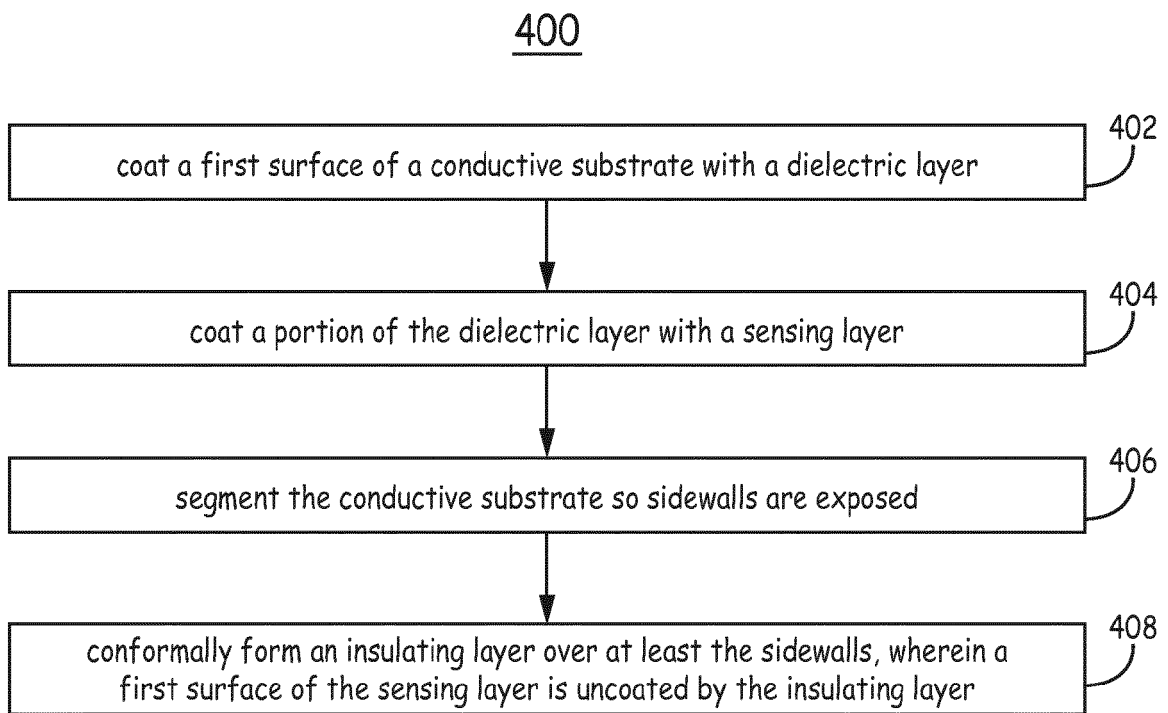 400
402
coat a first surface of a conductive substrate with a dielectric layer
404
coat a portion of the dielectric layer with a sensing layer
406
segment the conductive substrate so sidewalls are exposed
408
conformally form an insulating layer over at least the sidewalls, wherein a
first surface of the sensing layer is uncoated by the insulating layer